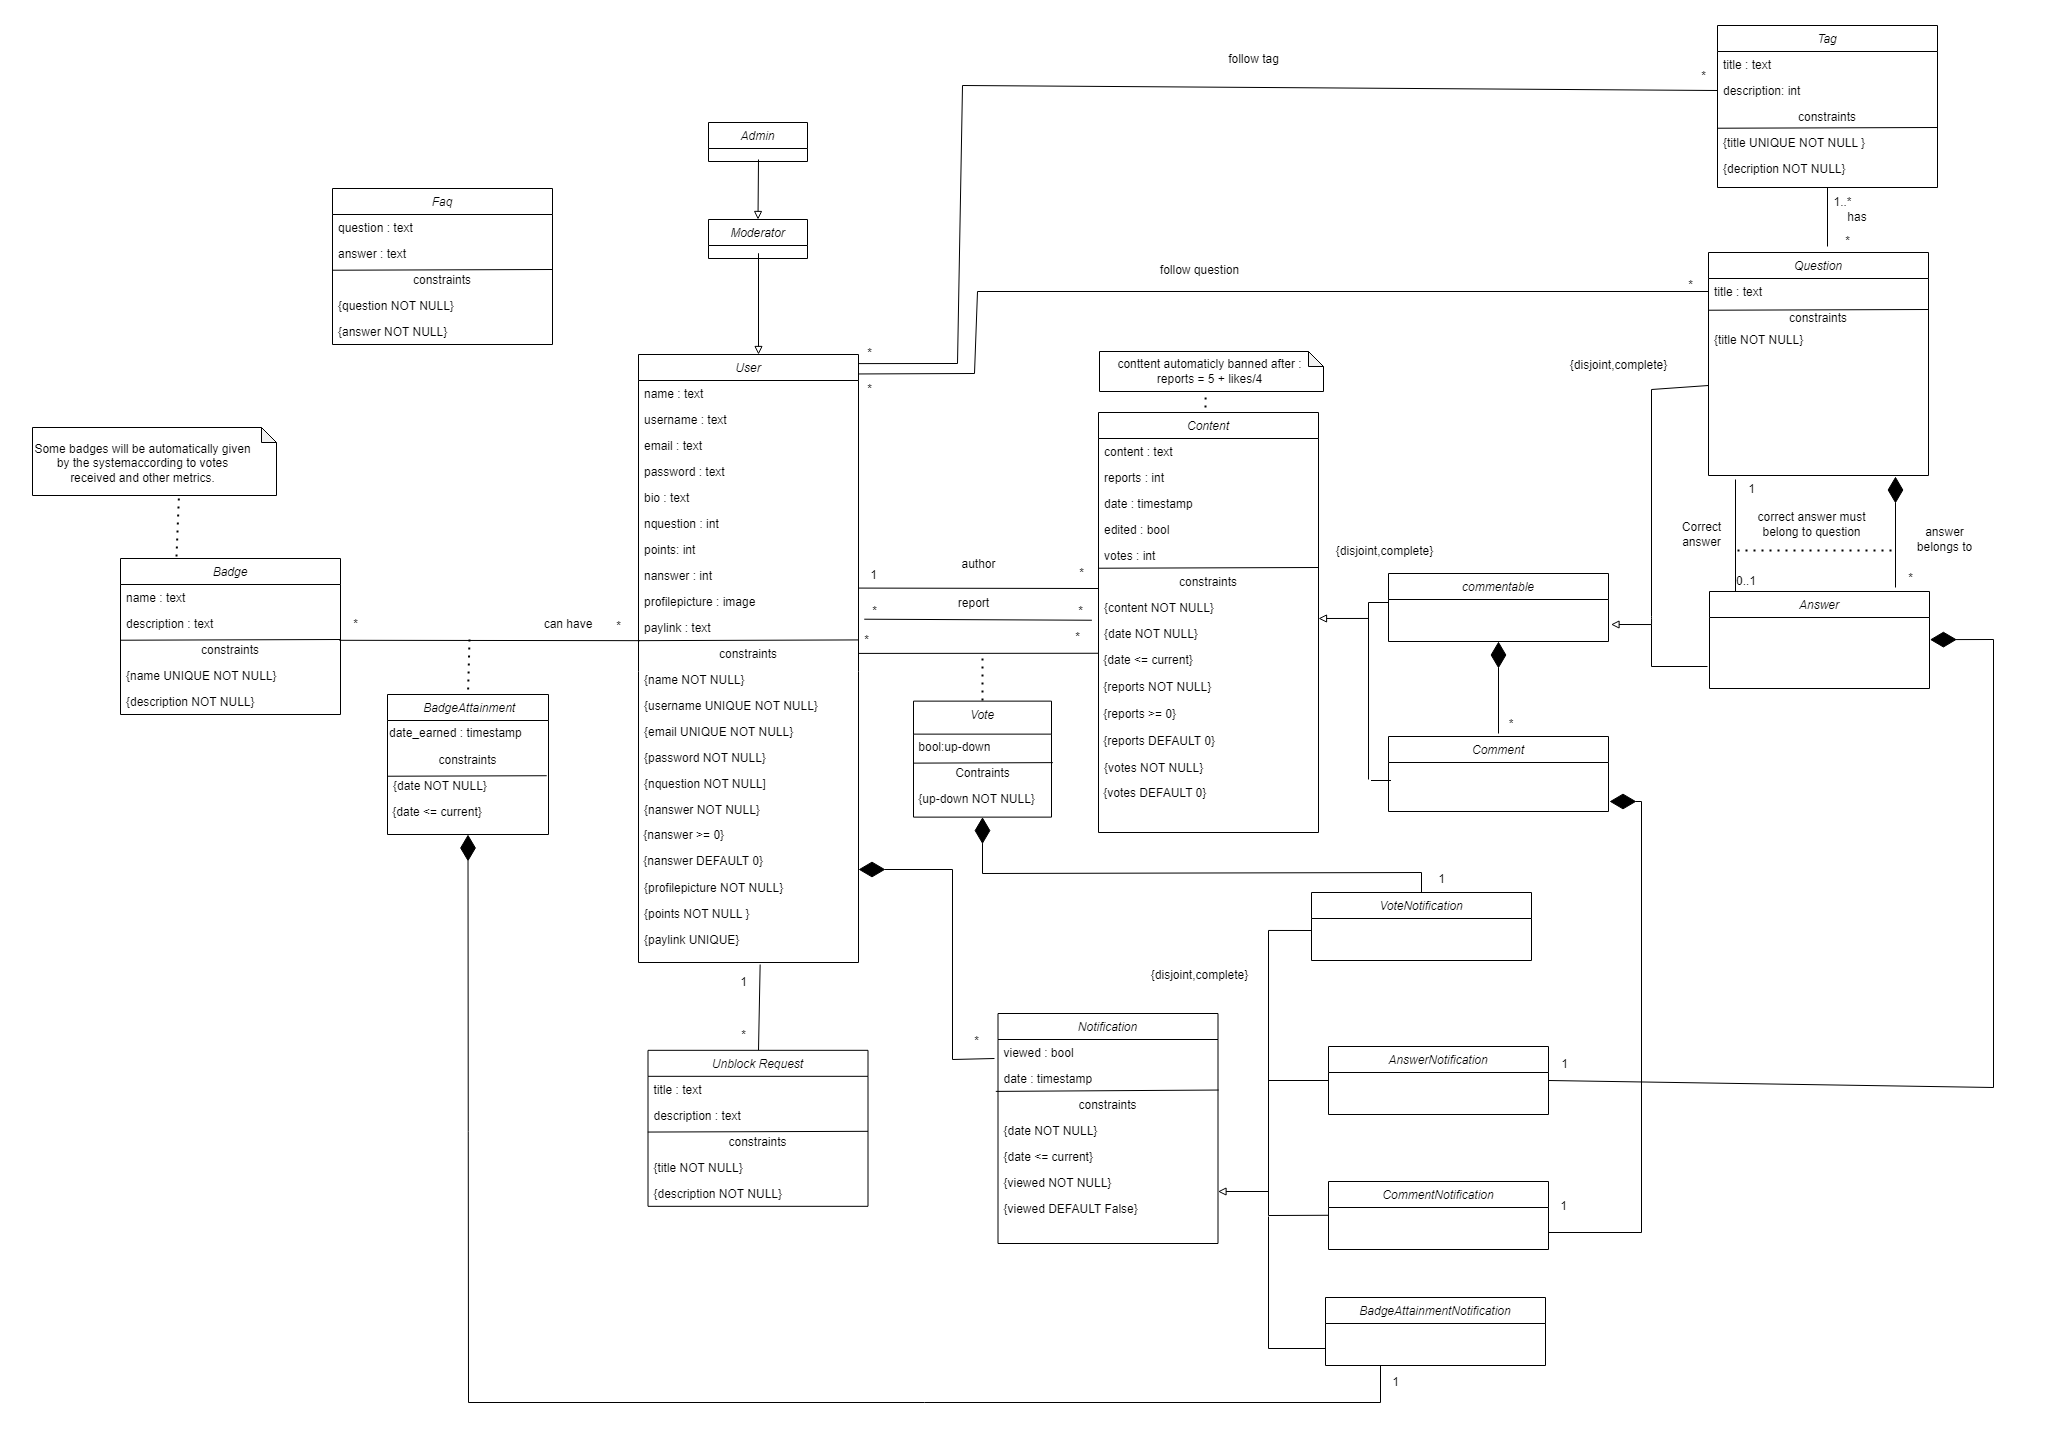 Tag
title : text
description: int
constraints
{title UNIQUE NOT NULL }
{decription NOT NULL}
follow tag
*
*
1..*
has
*
Admin
Moderator
Faq
question : text
answer : text
constraints
{question NOT NULL}
{answer NOT NULL}
follow question
*
*
Question
title : text
constraints
{title NOT NULL}
User
name : text
username : text
email : text
password : text
bio : text
nquestion : int
points: int
nanswer : int
profilepicture : image
paylink : text
constraints
{name NOT NULL}
{username UNIQUE NOT NULL}
{email UNIQUE NOT NULL}
{password NOT NULL}
{nquestion NOT NULL]
{nanswer NOT NULL}
{nanswer >= 0}
{nanswer DEFAULT 0}
{profilepicture NOT NULL}
{points NOT NULL }
{paylink UNIQUE}
conttent automaticly banned after :
reports = 5 + likes/4
Content
content : text
reports : int
date : timestamp
edited : bool
votes : int
constraints
{content NOT NULL}
{date NOT NULL}
{date <= current}
{reports NOT NULL}
{reports >= 0}
{reports DEFAULT 0}
{votes NOT NULL}
{votes DEFAULT 0}
{disjoint,complete}
Some badges will be automatically given
by the systemaccording to votes
received and other metrics.
Badge
name : text
description : text
constraints
{name UNIQUE NOT NULL}
{description NOT NULL}
*
can have
*
BadgeAttainment
date_earned : timestamp
constraints
{date NOT NULL}
{date <= current}
1
author
*
*
report
*
*
*
Vote
bool:up-down
Contraints
{up-down NOT NULL}
{disjoint,complete}
commentable
*
Comment
1
Correct
answer
correct answer must
belong to question
answer
belongs to
0..1
*
Answer
1
VoteNotification
{disjoint,complete}
1
*
Unblock Request
title : text
description : text
constraints
{title NOT NULL}
{description NOT NULL}
*
Notification
viewed : bool
date : timestamp
constraints
{date NOT NULL}
{date <= current}
{viewed NOT NULL}
{viewed DEFAULT False}
AnswerNotification
1
CommentNotification
1
BadgeAttainmentNotification
1